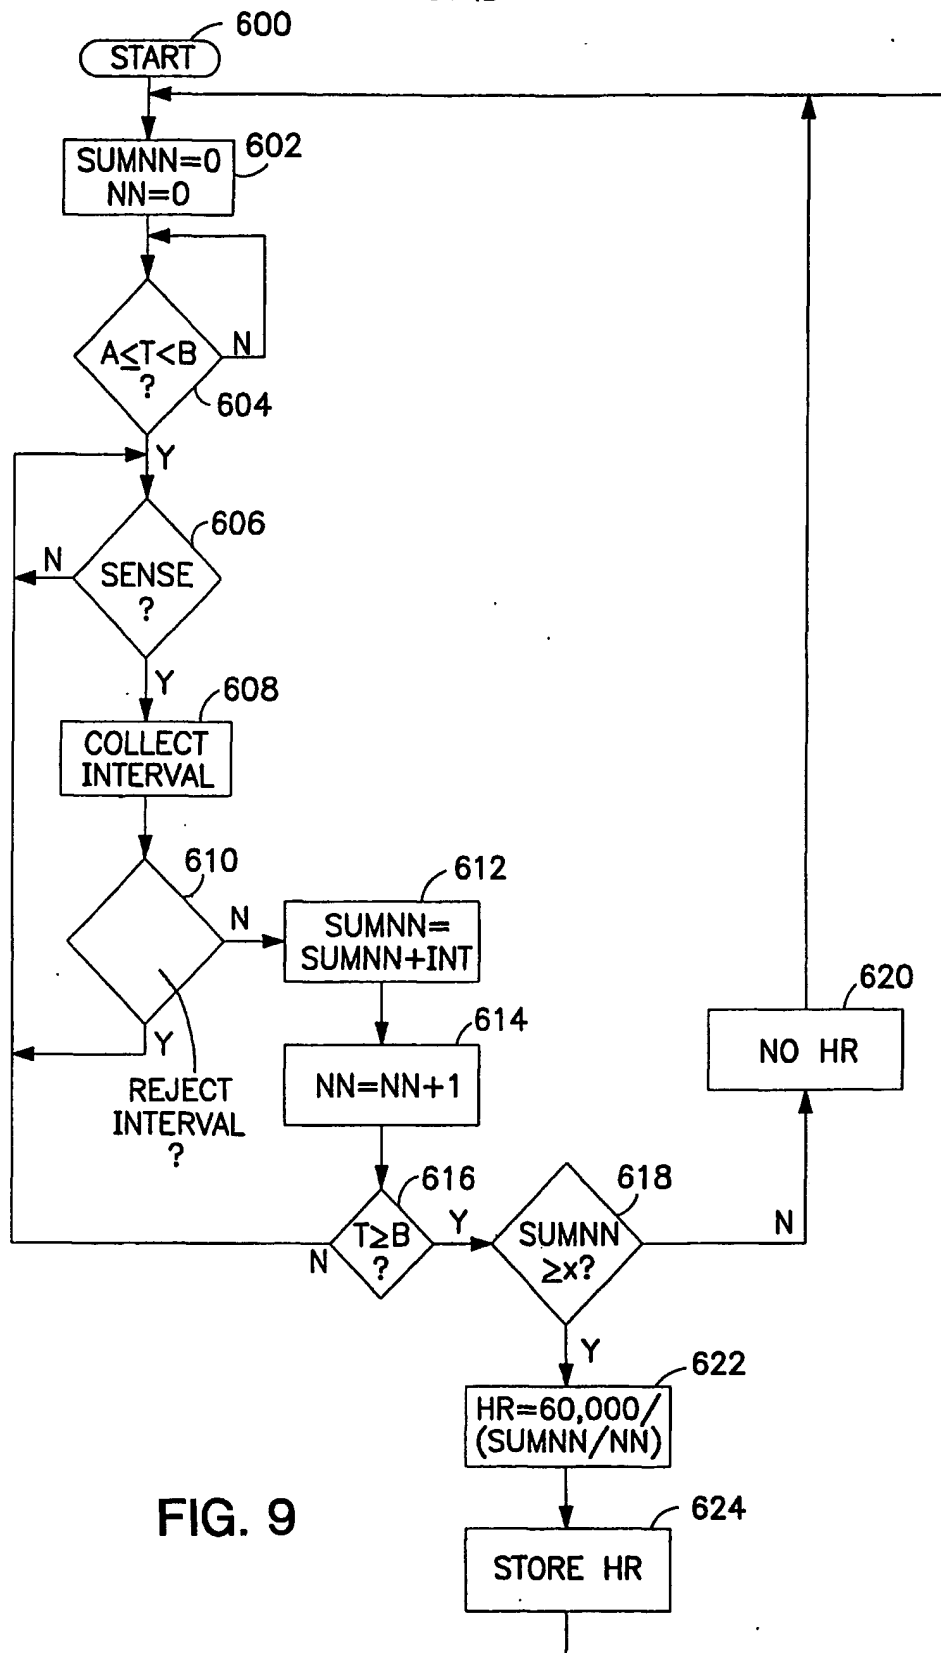 600
START
SUMNN=0
NN=0
602
A≤T<B
?
N
604
Y
606
N
SENSE
?
Y
608
COLLECT
INTERVAL
610
N
612
SUMNN=
SUMNN+INT
Y
REJECT
INTERVAL
?
614
NN=NN+1
620
NO HR
616
T≥B
?
N
Y
618
SUMNN
≥x?
N
Y
622
HR=60,000/
(SUMNN/NN)
624
STORE HR
FIG. 9